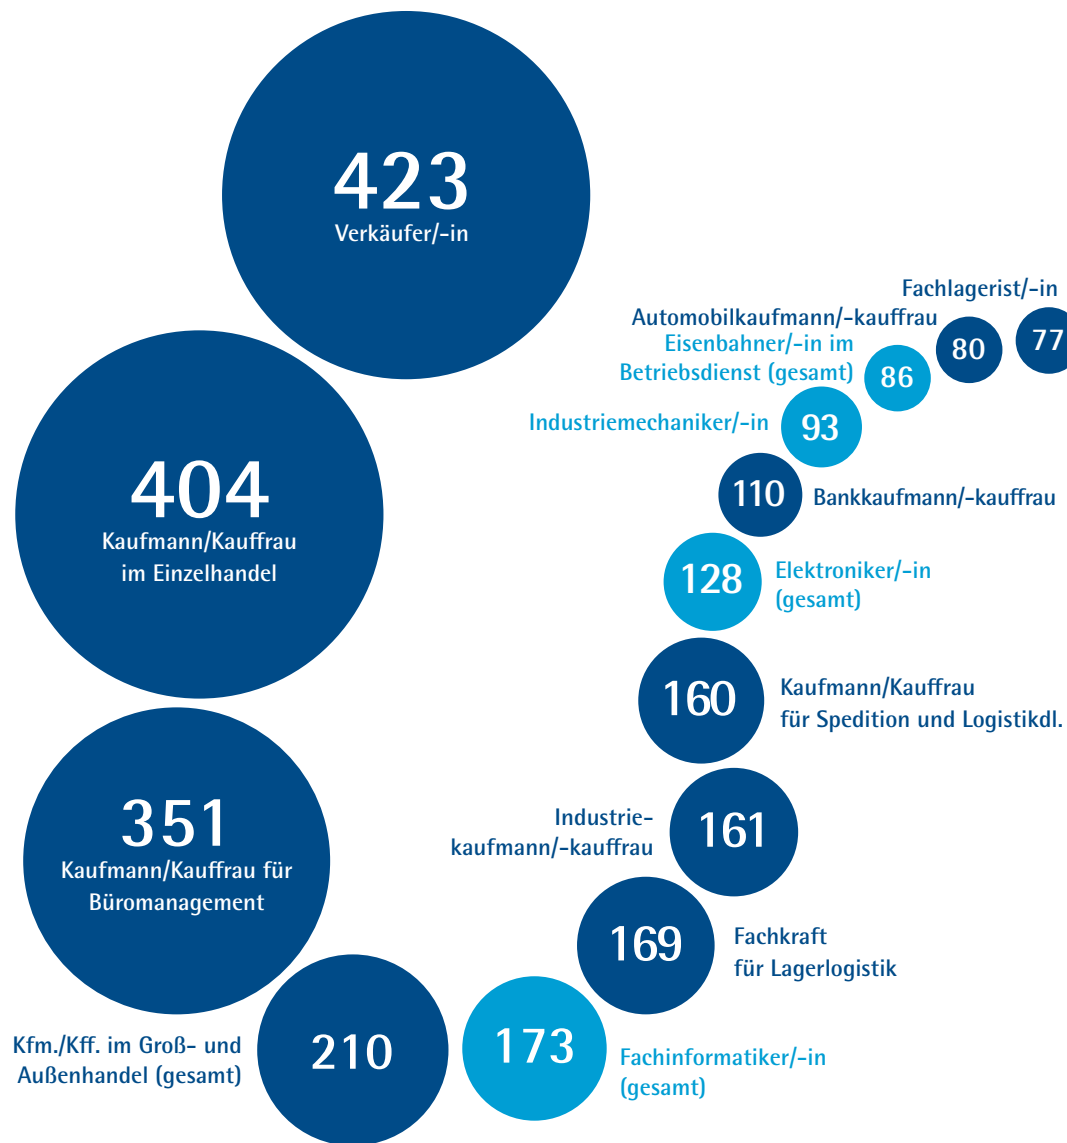 423
Verkäufer/-in
404
Kaufmann/Kauffrau
im Einzelhandel
351
Kaufmann/Kauffrau für
Büromanagement
210
Kfm./Kff. im Groß- und
Außenhandel (gesamt)
173
Fachinformatiker/-in
(gesamt)
169
Fachkraft
für Lagerlogistik
161
Industrie-
kaufmann/-kauffrau
160
Kaufmann/Kauffrau
für Spedition und Logistikdl.
128
Elektroniker/-in
(gesamt)
110
Bankkaufmann/-kauffrau
93
Industriemechaniker/-in
86
Eisenbahner/-in im
Betriebsdienst (gesamt)
80
Automobilkaufmann/-kauffrau
77
Fachlagerist/-in